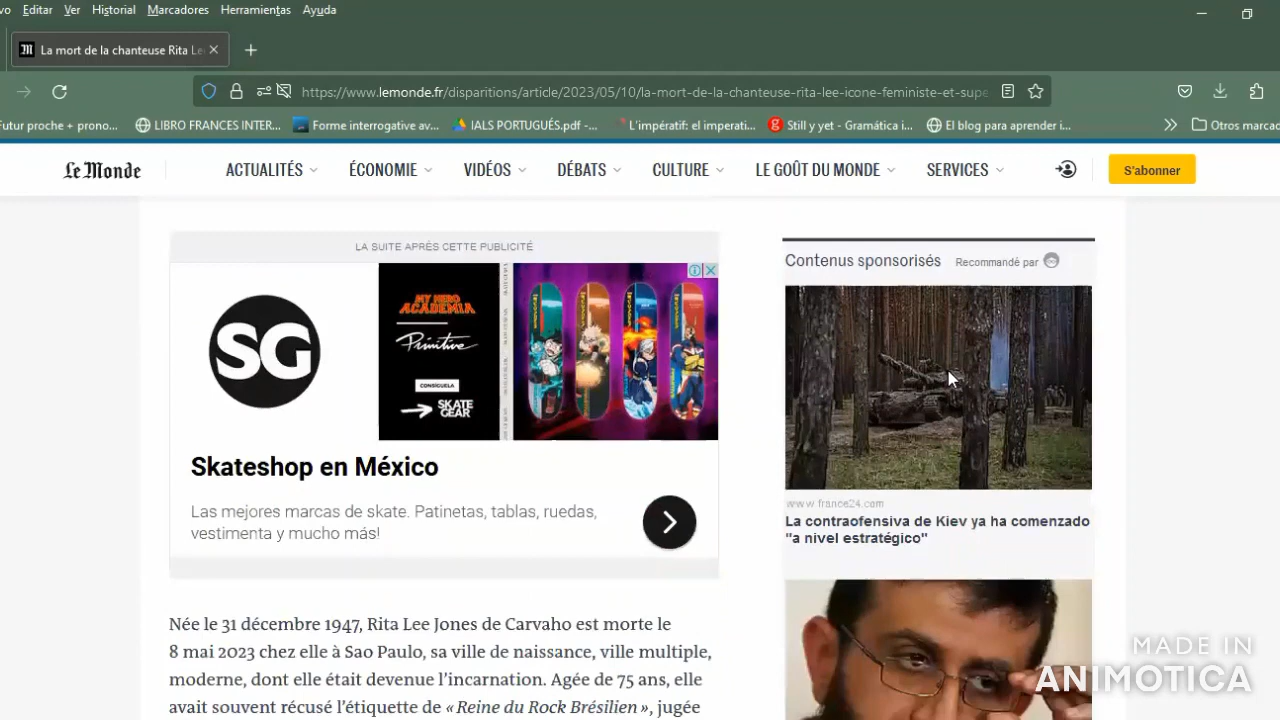 vo Editar Ver Historial Marcadores Herramientas Ayuda
La mort de la chanteuse Rita Le
https://www.lemonde.fr/disparitions/article/2023/05/10/la-mort-de-la-chanteuse-rita-lee-icone-feministe-et-supe
Futur proche + prono... LIBRO FRANCES INTER... Forme interrogative av... IALS PORTUGUÉS.pdf -... L'impératif: el imperati... Still y yet - Gramática i... El blog para aprender i... Otros marcad
Le Monde ACTUALITÉS ÉCONOMIE VIDÉOS DÉBATS CULTURE LE GOÛT DU MONDE SERVICES S'abonner
LA SUITE APRÈS CETTE PUBLICITÉ
SG
MY HERO
ACADEMIA
Primitive
CONSÍGUELA
SKATE
GEAR
Skateshop en México
Las mejores marcas de skate. Patinetas, tablas, ruedas,
vestimenta y mucho más!
Née le 31 décembre 1947, Rita Lee Jones de Carvaho est morte le
8 mai 2023 chez elle à Sao Paulo, sa ville de naissance, ville multiple,
moderne, dont elle était devenue l'incarnation. Agée de 75 ans, elle
avait souvent récusé l'étiquette de « Reine du Rock Brésilien », jugée
Contenus sponsorisés Recommandé par
www.france24.com
La contraofensiva de Kiev ya ha comenzado
"a nivel estratégico"
MADE IN
ANIMOTICA